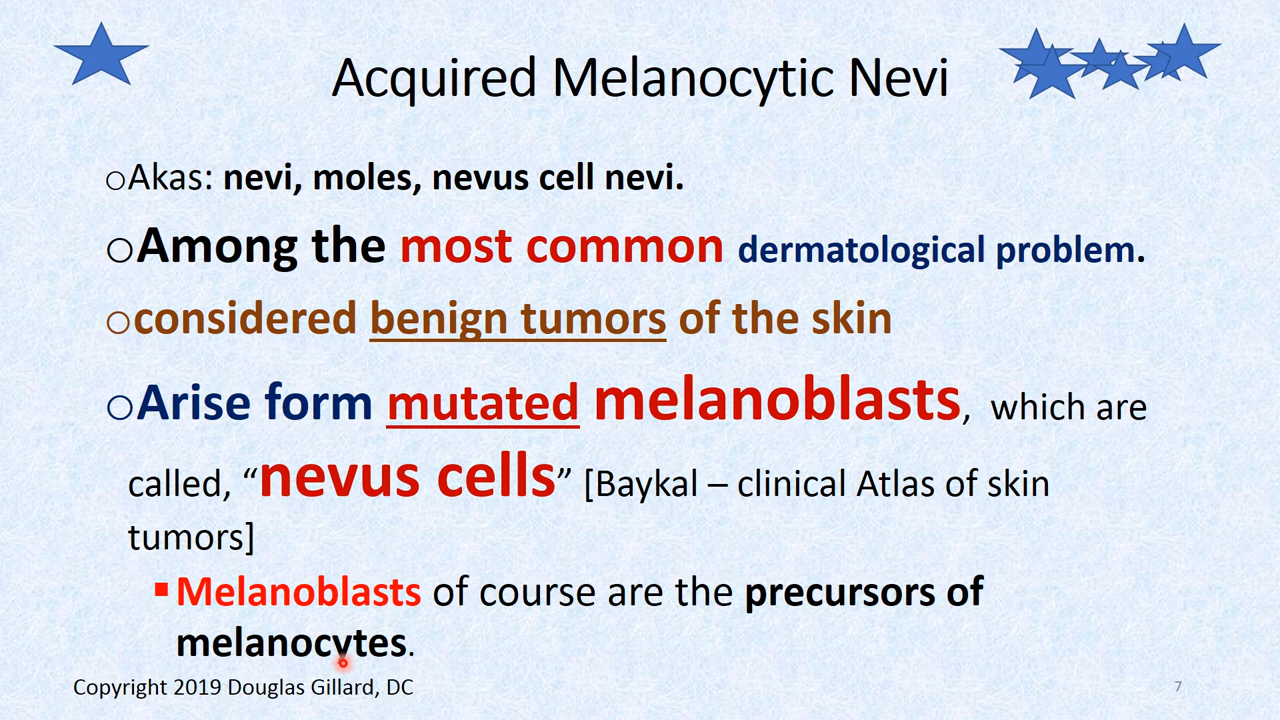 Acquired Melanocytic Nevi
○Akas: nevi, moles, nevus cell nevi.
○Among the most common dermatological problem.
○considered benign tumors of the skin
○Arise form mutated melanoblasts, which are
called, “nevus cells” [Baykal – clinical Atlas of skin
tumors]
▪Melanoblasts of course are the precursors of
melanocytes.
Copyright 2019 Douglas Gillard, DC
7